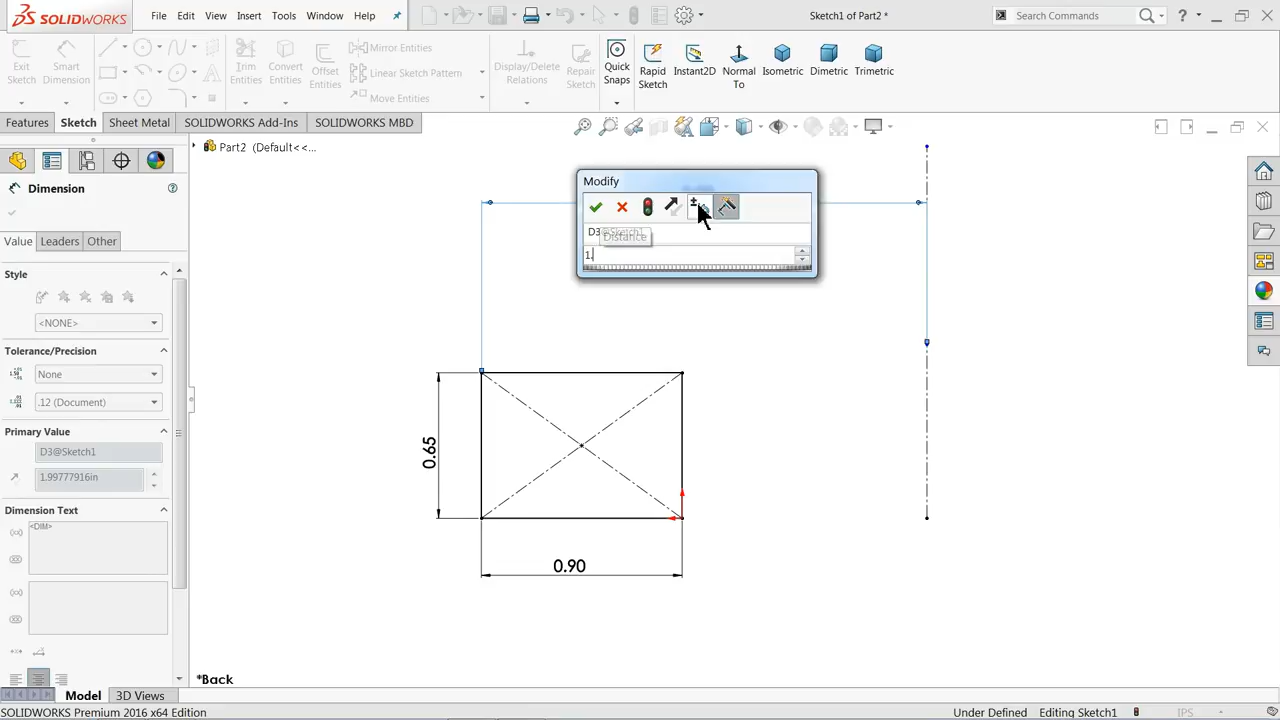 SOLIDWORKS File Edit View Insert Tools Window Help Sketch1 of Part2 * Search Commands ?
Exit Sketch
Smart Dimension
Trim Entities
Convert Entities
Offset Entities
Mirror Entities
Linear Sketch Pattern
Move Entities
Display/Delete Relations
Repair Sketch
Quick Snaps
Rapid Sketch
Instant2D
Normal To
Isometric
Dimetric
Trimetric
Features Sketch Sheet Metal SOLIDWORKS Add-Ins SOLIDWORKS MBD
Part2 (Default<<...
Dimension
Value Leaders Other
Style
<NONE>
Tolerance/Precision
None
.12 (Document)
Primary Value
D3@Sketch1
1.99777916in
Dimension Text
<DIM>
Modify
D3@Sketch1
Distance
1.
0.65
0.90
*Back
Model 3D Views
SOLIDWORKS Premium 2016 x64 Edition Under Defined Editing Sketch1 IPS -